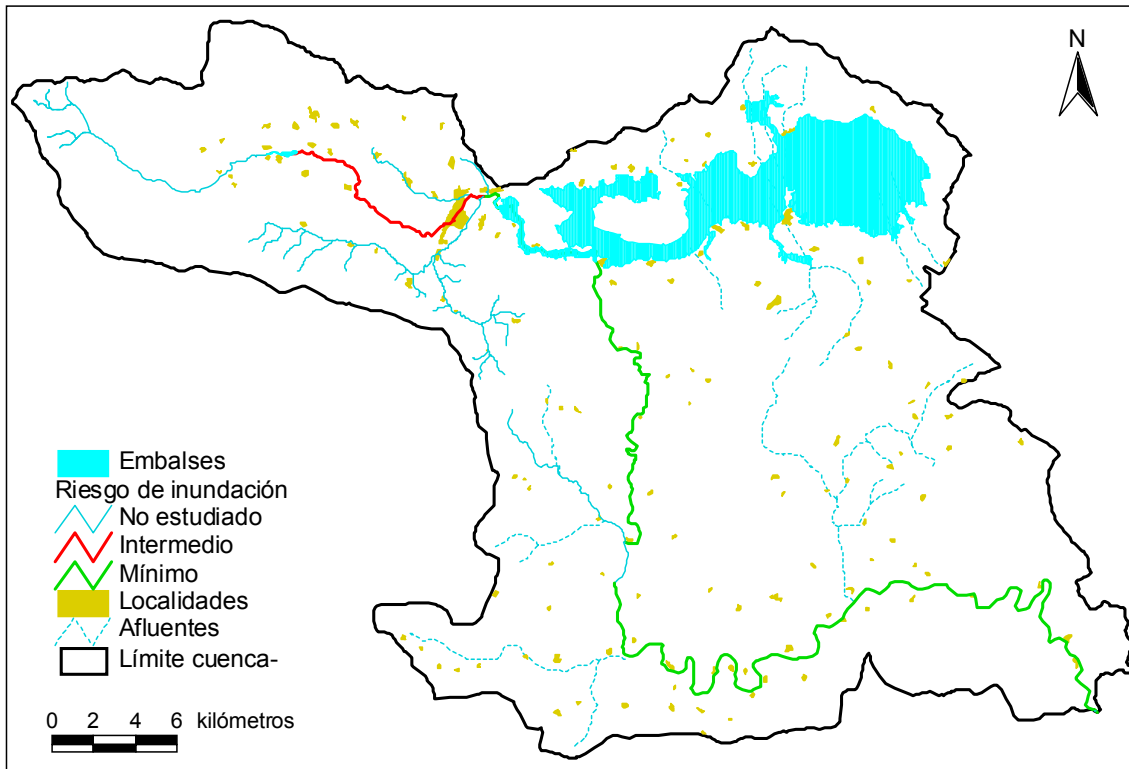 N
Embalses
Riesgo de inundación
No estudiado
Intermedio
Mínimo
Localidades
Afluentes
Límite cuenca-
0 2 4 6 kilómetros